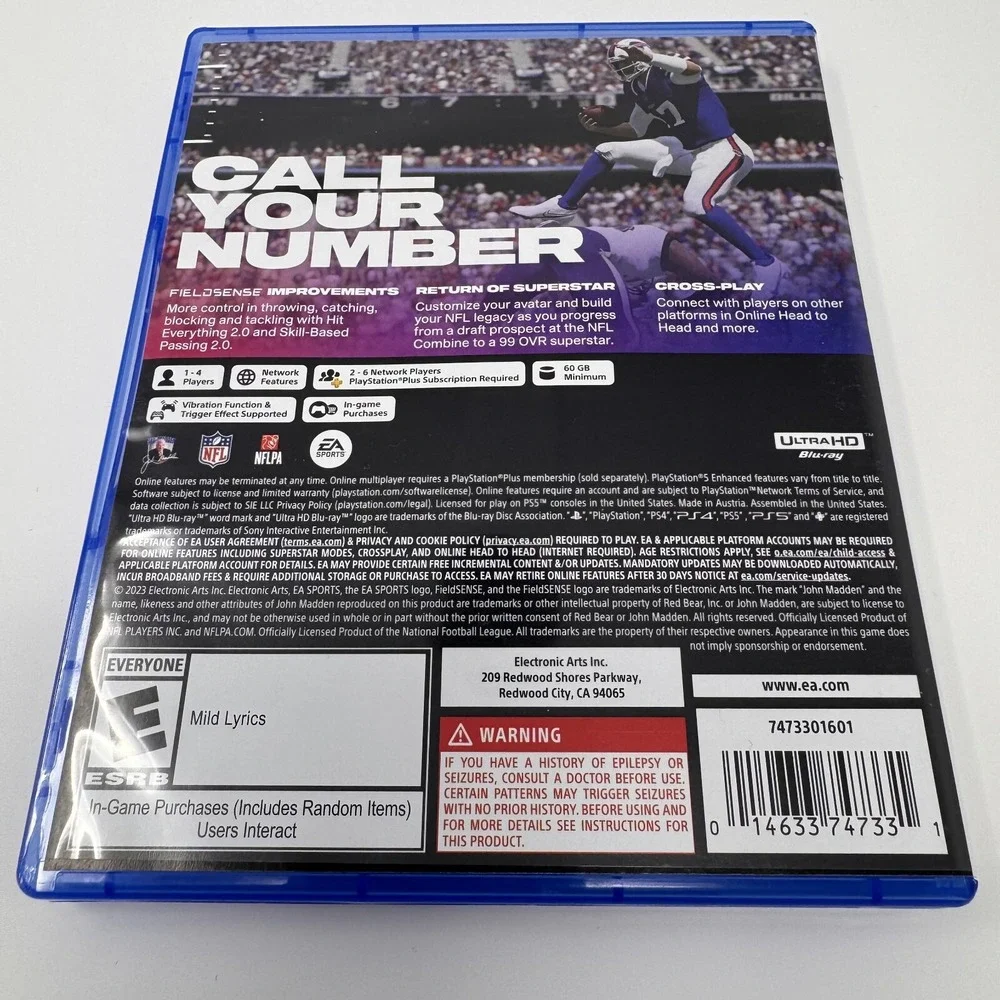 6 7
BILLS
17
CALL
YOUR
NUMBER
FIELDSENSE IMPROVEMENTS
More control in throwing, catching,
blocking and tackling with Hit
Everything 2.0 and Skill-Based
Passing 2.0.
RETURN OF SUPERSTAR
Customize your avatar and build
your NFL legacy as you progress
from a draft prospect at the NFL
Combine to a 99 OVR superstar.
CROSS-PLAY
Connect with players on other
platforms in Online Head to
Head and more.
1 - 4
Players
Network
Features
2 - 6 Network Players
PlayStation®Plus Subscription Required
60 GB
Minimum
Vibration Function &
Trigger Effect Supported
In-game
Purchases
NFL
NFLPA
EA
SPORTS
ULTRA HD™
Blu-ray
Online features may be terminated at any time. Online multiplayer requires a PlayStation®Plus membership (sold separately). PlayStation®5 Enhanced features vary from title to title.
Software subject to license and limited warranty (playstation.com/softwarelicense). Online features require an account and are subject to PlayStation™Network Terms of Service, and
data collection is subject to SIE LLC Privacy Policy (playstation.com/legal). Licensed for play on PS5™ consoles in the United States. Made in Austria. Assembled in the United States.
"Ultra HD Blu-ray™" word mark and "Ultra HD Blu-ray™" logo are trademarks of the Blu-ray Disc Association. "", "PlayStation", "PS4", "PS4", "PS5", "PS5" and "" are registered
trademarks or trademarks of Sony Interactive Entertainment Inc.
ACCEPTANCE OF EA USER AGREEMENT (terms.ea.com) & PRIVACY AND COOKIE POLICY (privacy.ea.com) REQUIRED TO PLAY. EA & APPLICABLE PLATFORM ACCOUNTS MAY BE REQUIRED
FOR ONLINE FEATURES INCLUDING SUPERSTAR MODES, CROSSPLAY, AND ONLINE HEAD TO HEAD (INTERNET REQUIRED). AGE RESTRICTIONS APPLY, SEE o.ea.com/ea/child-access &
APPLICABLE PLATFORM ACCOUNT FOR DETAILS. EA MAY PROVIDE CERTAIN FREE INCREMENTAL CONTENT &/OR UPDATES. MANDATORY UPDATES MAY BE DOWNLOADED AUTOMATICALLY,
INCUR BROADBAND FEES & REQUIRE ADDITIONAL STORAGE OR PURCHASE TO ACCESS. EA MAY RETIRE ONLINE FEATURES AFTER 30 DAYS NOTICE AT ea.com/service-updates.
© 2023 Electronic Arts Inc. Electronic Arts, EA SPORTS, the EA SPORTS logo, FieldSENSE, and the FieldSENSE logo are trademarks of Electronic Arts Inc. The mark "John Madden" and the
name, likeness and other attributes of John Madden reproduced on this product are trademarks or other intellectual property of Red Bear, Inc. or John Madden, are subject to license to
Electronic Arts Inc., and may not be otherwise used in whole or in part without the prior written consent of Red Bear or John Madden. All rights reserved. Officially Licensed Product of
NFL PLAYERS INC. and NFLPA.COM. Officially Licensed Product of the National Football League. All trademarks are the property of their respective owners. Appearance in this game does
not imply sponsorship or endorsement.
EVERYONE
E
ESRB
Mild Lyrics
In-Game Purchases (Includes Random Items)
Users Interact
Electronic Arts Inc.
209 Redwood Shores Parkway,
Redwood City, CA 94065
WARNING
IF YOU HAVE A HISTORY OF EPILEPSY OR
SEIZURES, CONSULT A DOCTOR BEFORE USE.
CERTAIN PATTERNS MAY TRIGGER SEIZURES
WITH NO PRIOR HISTORY. BEFORE USING AND
FOR MORE DETAILS SEE INSTRUCTIONS FOR
THIS PRODUCT.
www.ea.com
7473301601
0 14633 74733 1